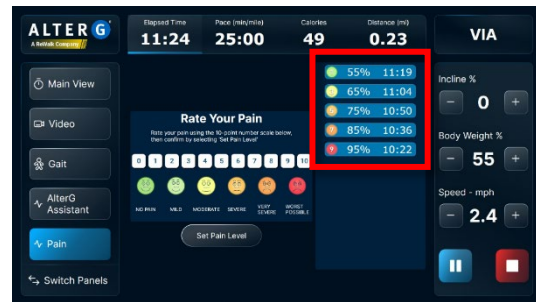 ALTER G
A ReWalk Company
Elapsed Time
11:24
Pace (min/mile)
25:00
Calories
49
Distance (mi)
0.23
VIA
Main View
Video
Gait
AlterG
Assistant
Pain
Switch Panels
Rate Your Pain
Rate your pain using the 10-point number scale below,
then confirm by selecting 'Set Pain Level'
0 1 2 3 4 5 6 7 8 9 10
NO PAIN MILD MODERATE SEVERE VERY SEVERE WORST POSSIBLE
Set Pain Level
55% 11:19
65% 11:04
75% 10:50
85% 10:36
95% 10:22
Incline %
- 0 +
Body Weight %
- 55 +
Speed - mph
- 2.4 +